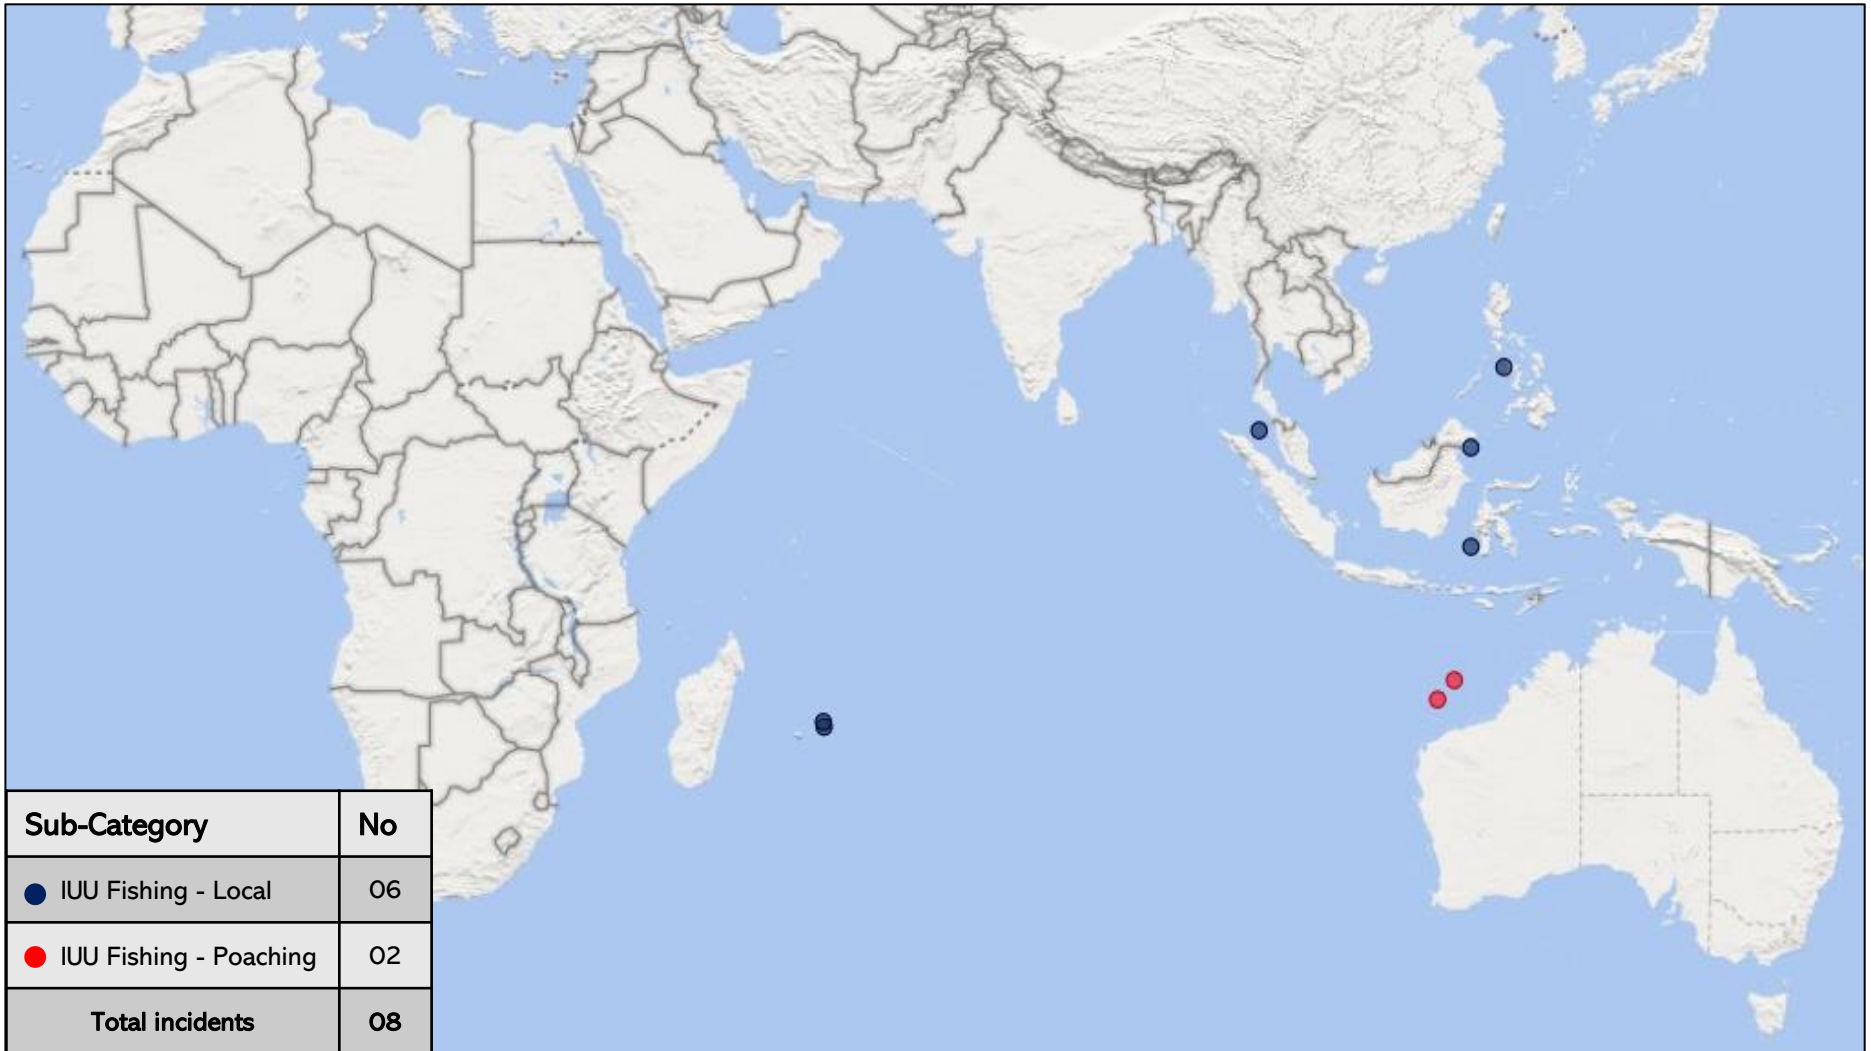 Sub-Category No
IUU Fishing - Local 06
IUU Fishing - Poaching 02
Total incidents 08